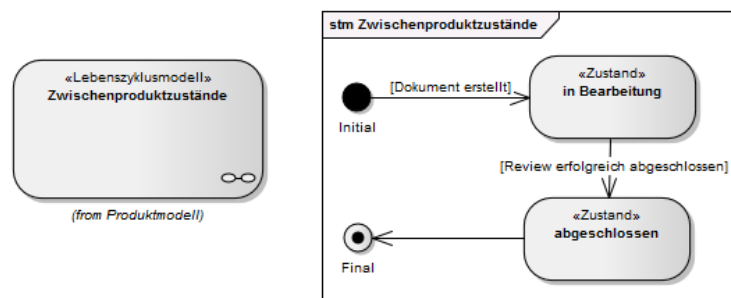 «Lebenszyklusmodell»
Zwischenproduktzustände
(from Produktmodell)
stm Zwischenproduktzustände
Initial
[Dokument erstellt]
«Zustand»
in Bearbeitung
[Review erfolgreich abgeschlossen]
«Zustand»
abgeschlossen
Final